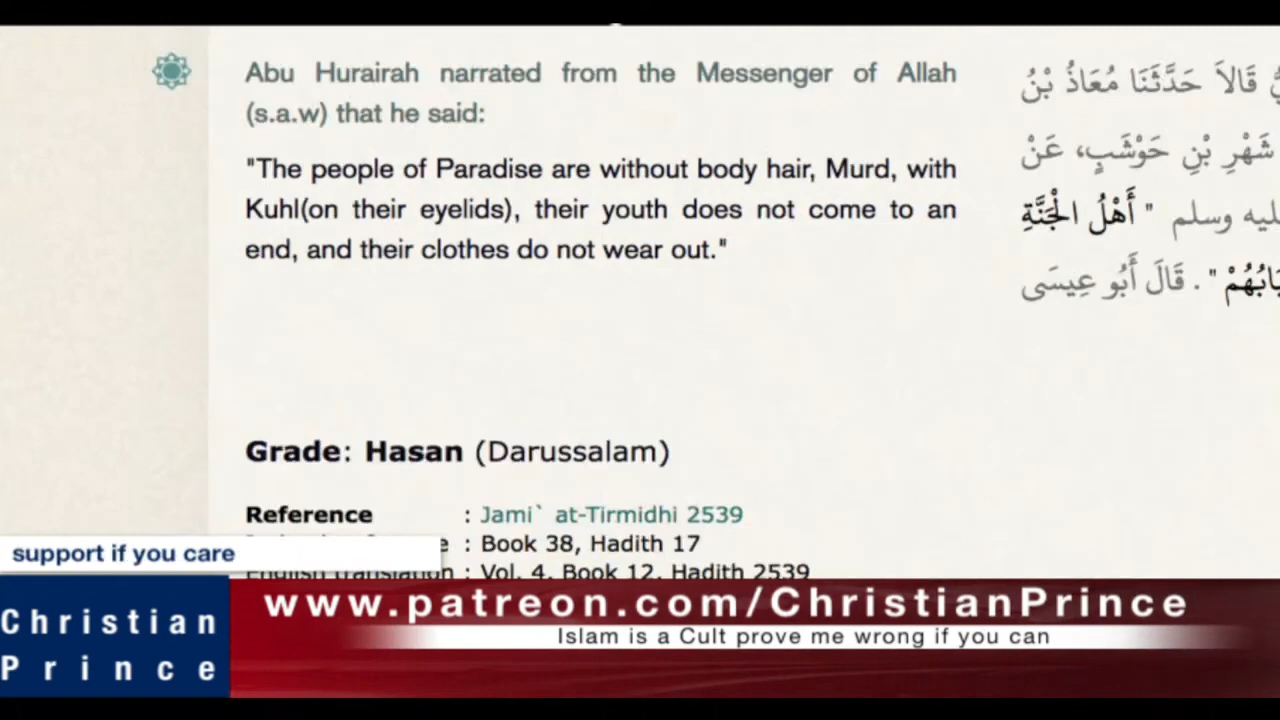 Abu Hurairah narrated from the Messenger of Allah
(s.a.w) that he said:
"The people of Paradise are without body hair, Murd, with
Kuhl(on their eyelids), their youth does not come to an
end, and their clothes do not wear out."
قَالاَ حَدَّثَنَا مُعَاذُ بْنُ
شَهْرِ بْنِ حَوْشَبٍ، عَنْ
وسلم " أَهْلُ الْجَنَّةِ
" . قَالَ أَبُو عِيسَى
Grade: Hasan (Darussalam)
Reference : Jami` at-Tirmidhi 2539
: Book 38, Hadith 17
English translation : Vol. 4, Book 12, Hadith 2539
support if you care
Christian
Prince
www.patreon.com/ChristianPrince
Islam is a Cult prove me wrong if you can